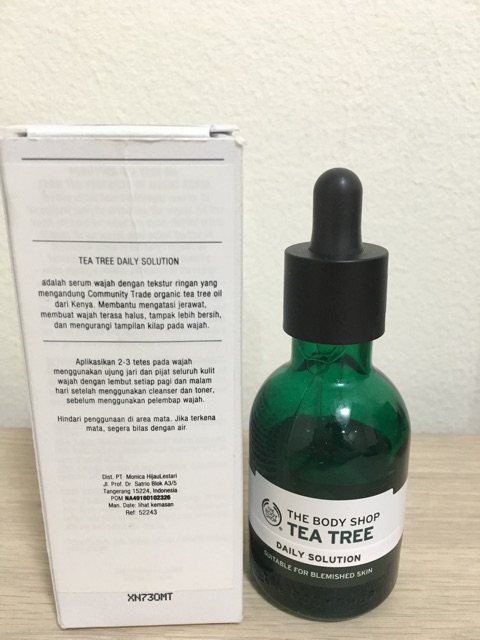 TEA TREE DAILY SOLUTION
adalah serum wajah dengan tekstur ringan yang
mengandung Community Trade organic tea tree oil
dari Kenya. Membantu mengatasi jerawat,
membuat wajah terasa halus, tampak lebih bersih,
dan mengurangi tampilan kilap pada wajah.
Aplikasikan 2-3 tetes pada wajah
menggunakan ujung jari dan pijat seluruh kulit
wajah dengan lembut setiap pagi dan malam
hari setelah menggunakan cleanser dan toner,
sebelum menggunakan pelembap wajah.
Hindari penggunaan di area mata. Jika terkena
mata, segera bilas dengan air
Dist. PT Monica HijauLestari
Jl. Prof. Dr Satrio Blok A3/5
Tangerang 15224, Indonesia
POM NA49180102326
Man. Date: lihat kemasan
Ref: 52243
XN730MT
THE BODY SHOP
TEA TREE
DAILY SOLUTION
SUITABLE FOR BLEMISHED SKIN